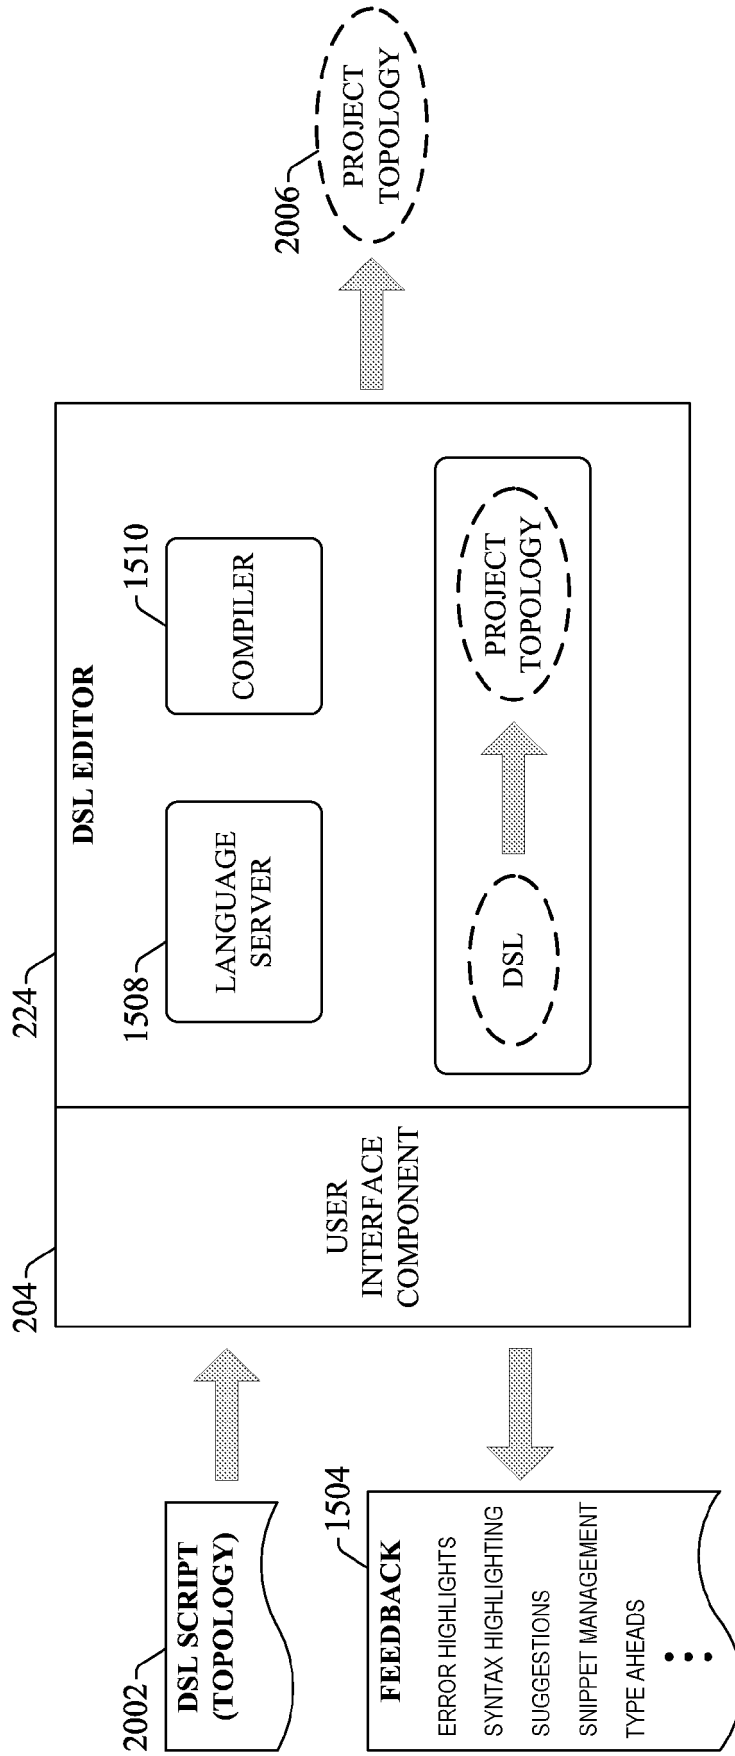 2002
DSL SCRIPT
(TOPOLOGY)
1504
FEEDBACK
ERROR HIGHLIGHTS
SYNTAX HIGHLIGHTING
SUGGESTIONS
SNIPPET MANAGEMENT
TYPE AHEADS
204
USER
INTERFACE
COMPONENT
224
DSL EDITOR
1508
LANGUAGE
SERVER
1510
COMPILER
DSL
PROJECT
TOPOLOGY
2006
PROJECT
TOPOLOGY